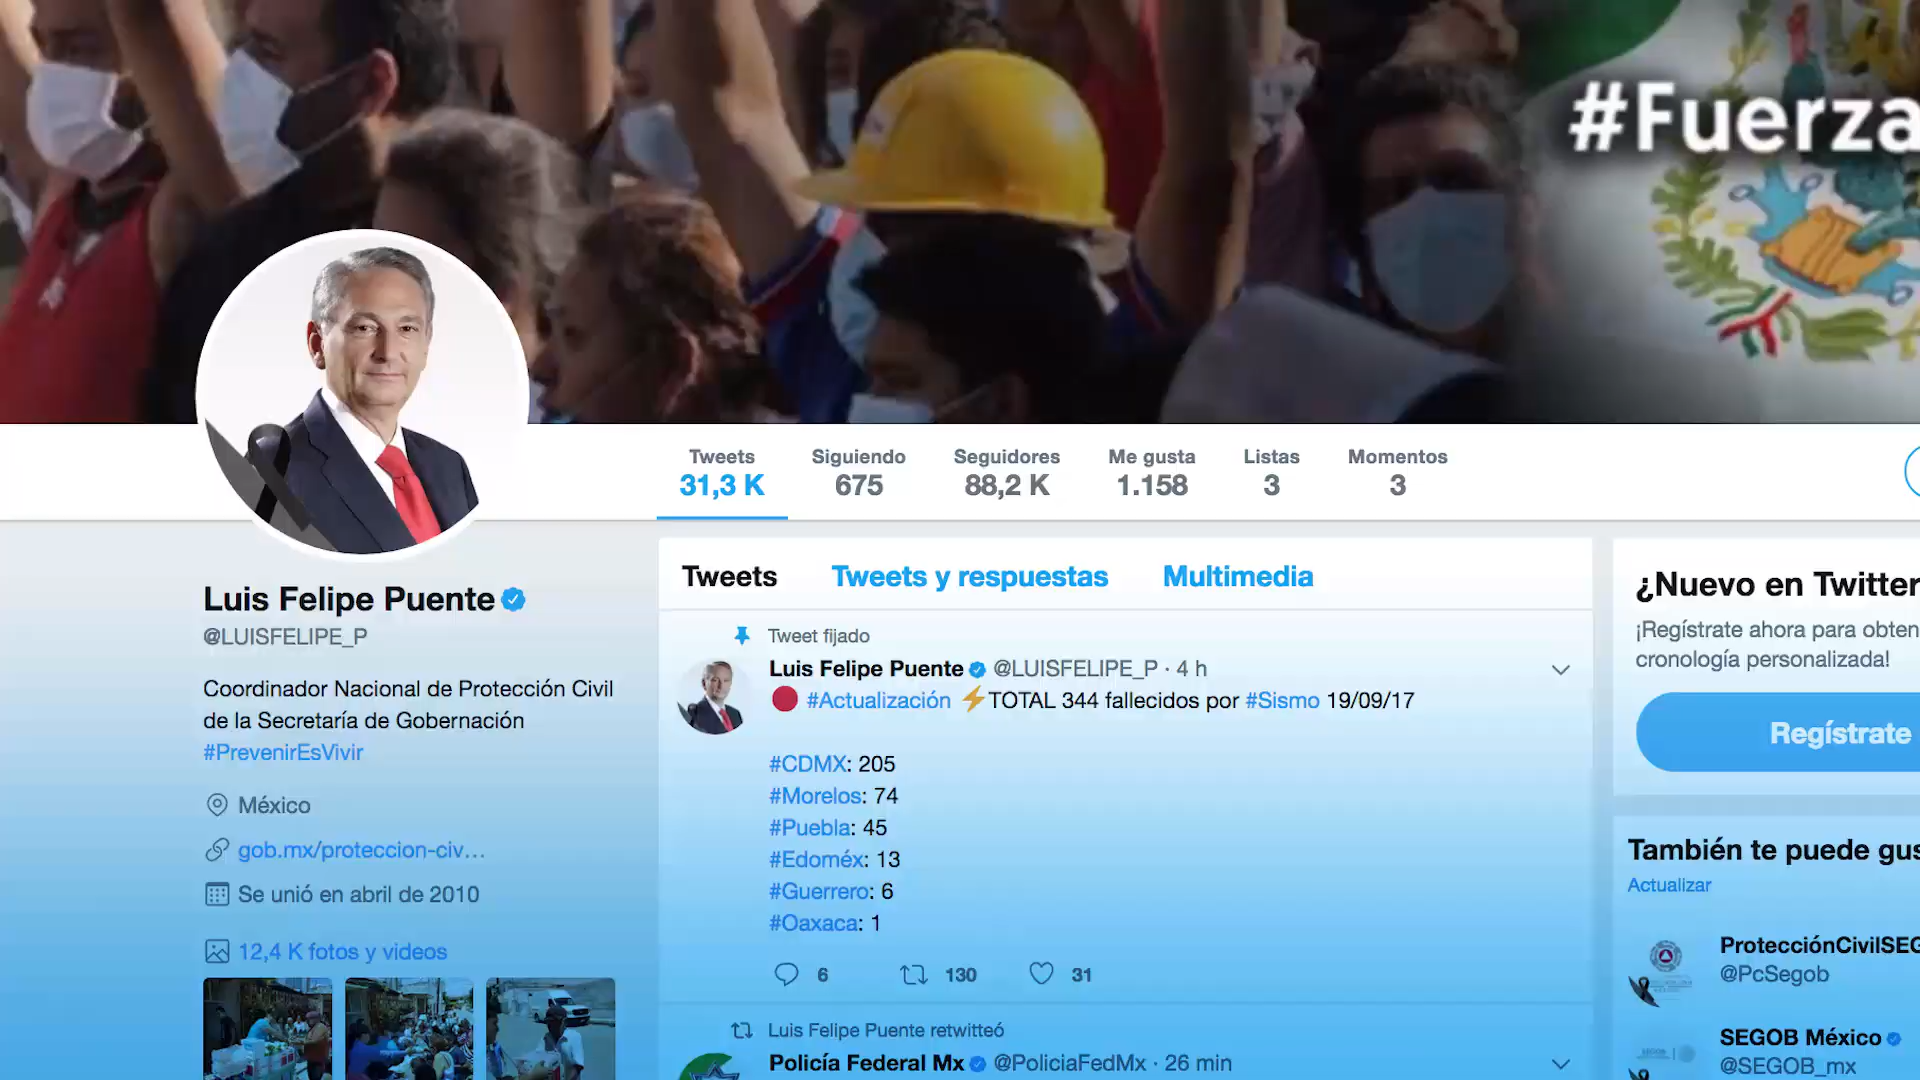 #Fuerza
Tweets
31,3 K
Siguiendo
675
Seguidores
88,2 K
Me gusta
1.158
Listas
3
Momentos
3
Luis Felipe Puente
@LUISFELIPE_P
Coordinador Nacional de Protección Civil
de la Secretaría de Gobernación
#PrevenirEsVivir
México
gob.mx/proteccion-civ…
Se unió en abril de 2010
12,4 K fotos y videos
Tweets
Tweets y respuestas
Multimedia
Tweet fijado
Luis Felipe Puente @LUISFELIPE_P · 4 h
#Actualización ⚡TOTAL 344 fallecidos por #Sismo 19/09/17
#CDMX: 205
#Morelos: 74
#Puebla: 45
#Edoméx: 13
#Guerrero: 6
#Oaxaca: 1
6 130 31
Luis Felipe Puente retwitteó
Policía Federal Mx @PoliciaFedMx · 26 min
¿Nuevo en Twitter
¡Regístrate ahora para obten
cronología personalizada!
Regístrate
También te puede gus
Actualizar
ProtecciónCivilSEG
@PcSegob
SEGOB México
@SEGOB_mx